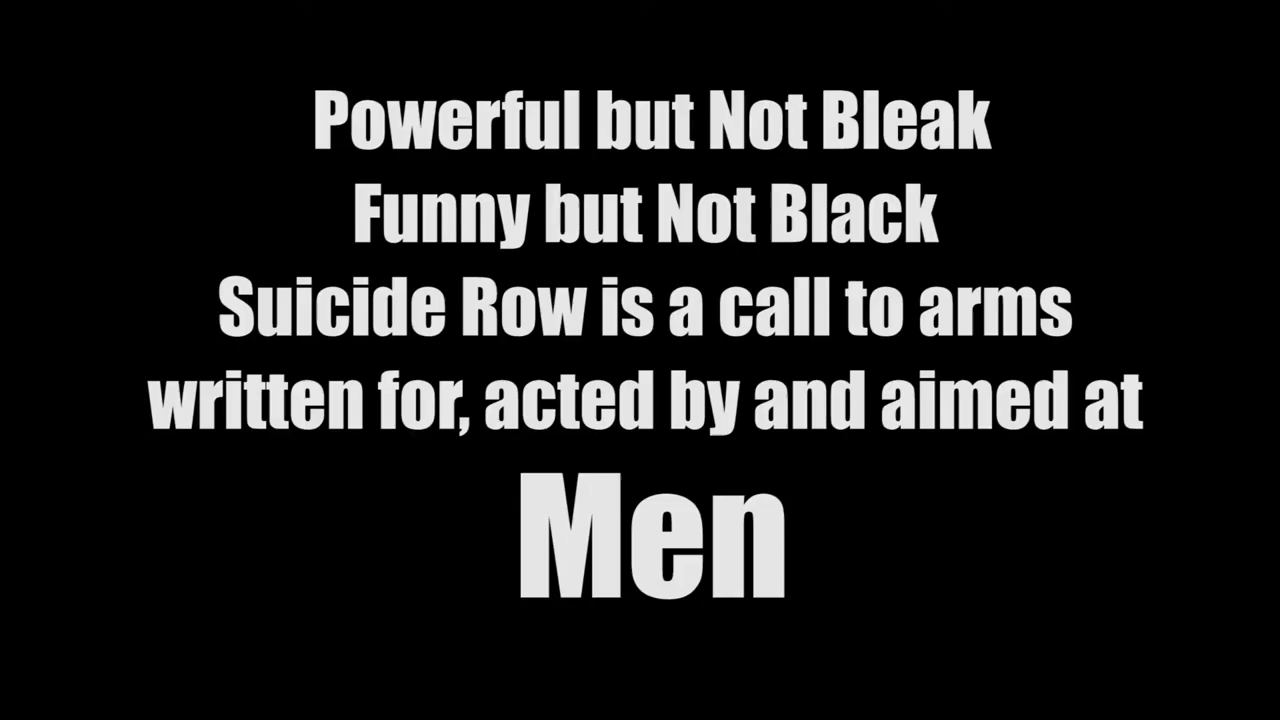 Powerful but Not Bleak
Funny but Not Black
Suicide Row is a call to arms
written for, acted by and aimed at
Men